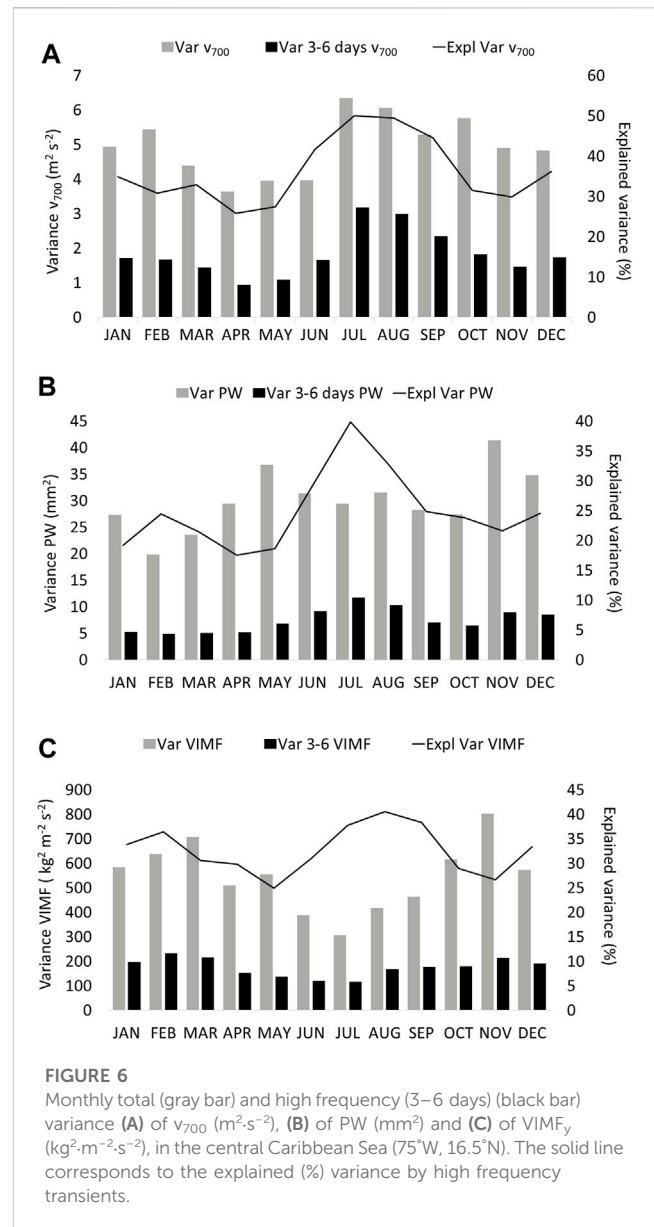 A
Var v₇₀₀ Var 3-6 days v₇₀₀ Expl Var v₇₀₀
Variance v₇₀₀ (m² s⁻²)
7
6
5
4
3
2
1
0
60
50
40
30
20
10
0
Explained variance (%)
JAN FEB MAR APR MAY JUN JUL AUG SEP OCT NOV DEC
B
Var PW Var 3-6 days PW Expl Var PW
Variance PW (mm²)
45
40
35
30
25
20
15
10
5
0
40
35
30
25
20
15
10
5
0
Explained variance (%)
JAN FEB MAR APR MAY JUN JUL AUG SEP OCT NOV DEC
C
Var VIMF Var 3-6 VIMF Expl Var VIMF
Variance VIMF ( kg² m⁻² s⁻²)
900
800
700
600
500
400
300
200
100
0
45
40
35
30
25
20
15
10
5
0
Explained variance (%)
JAN FEB MAR APR MAY JUN JUL AUG SEP OCT NOV DEC
FIGURE 6
Monthly total (gray bar) and high frequency (3–6 days) (black bar)
variance (A) of v₇₀₀ (m²·s⁻²), (B) of PW (mm²) and (C) of VIMFy
(kg²·m⁻²·s⁻²), in the central Caribbean Sea (75°W, 16.5°N). The solid line
corresponds to the explained (%) variance by high frequency
transients.